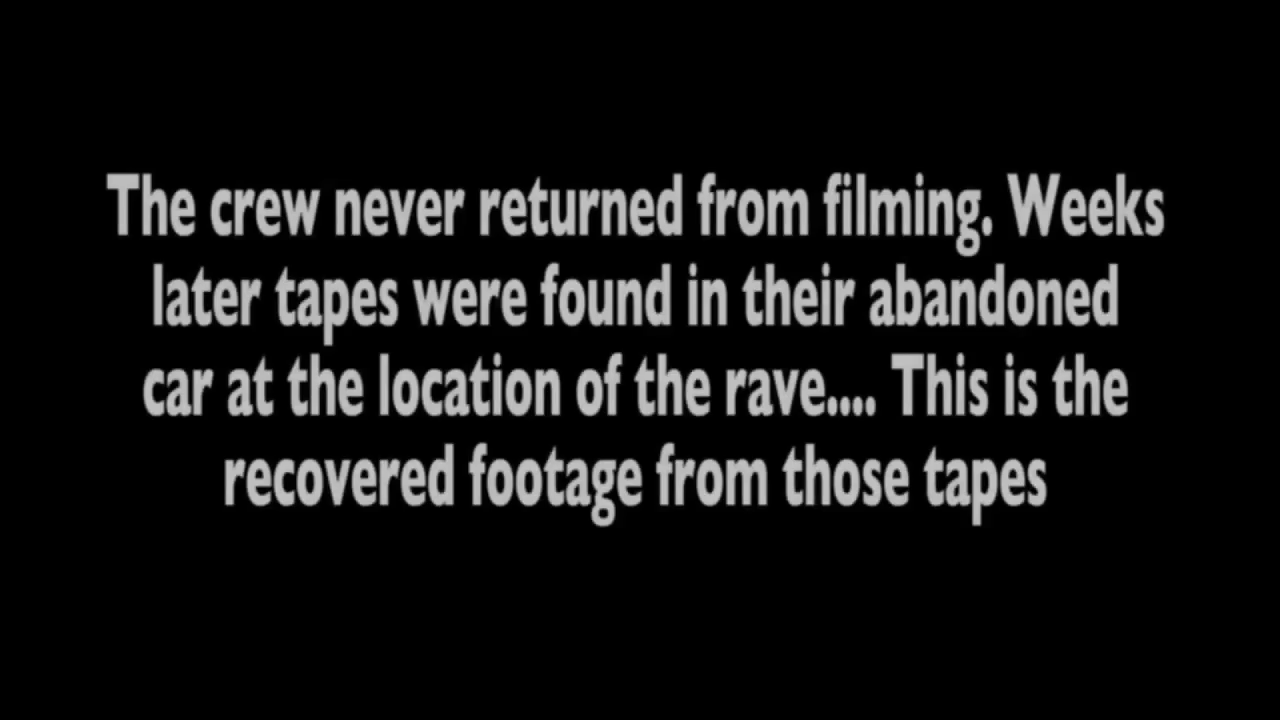 The crew never returned from filming. Weeks
later tapes were found in their abandoned
car at the location of the rave.... This is the
recovered footage from those tapes